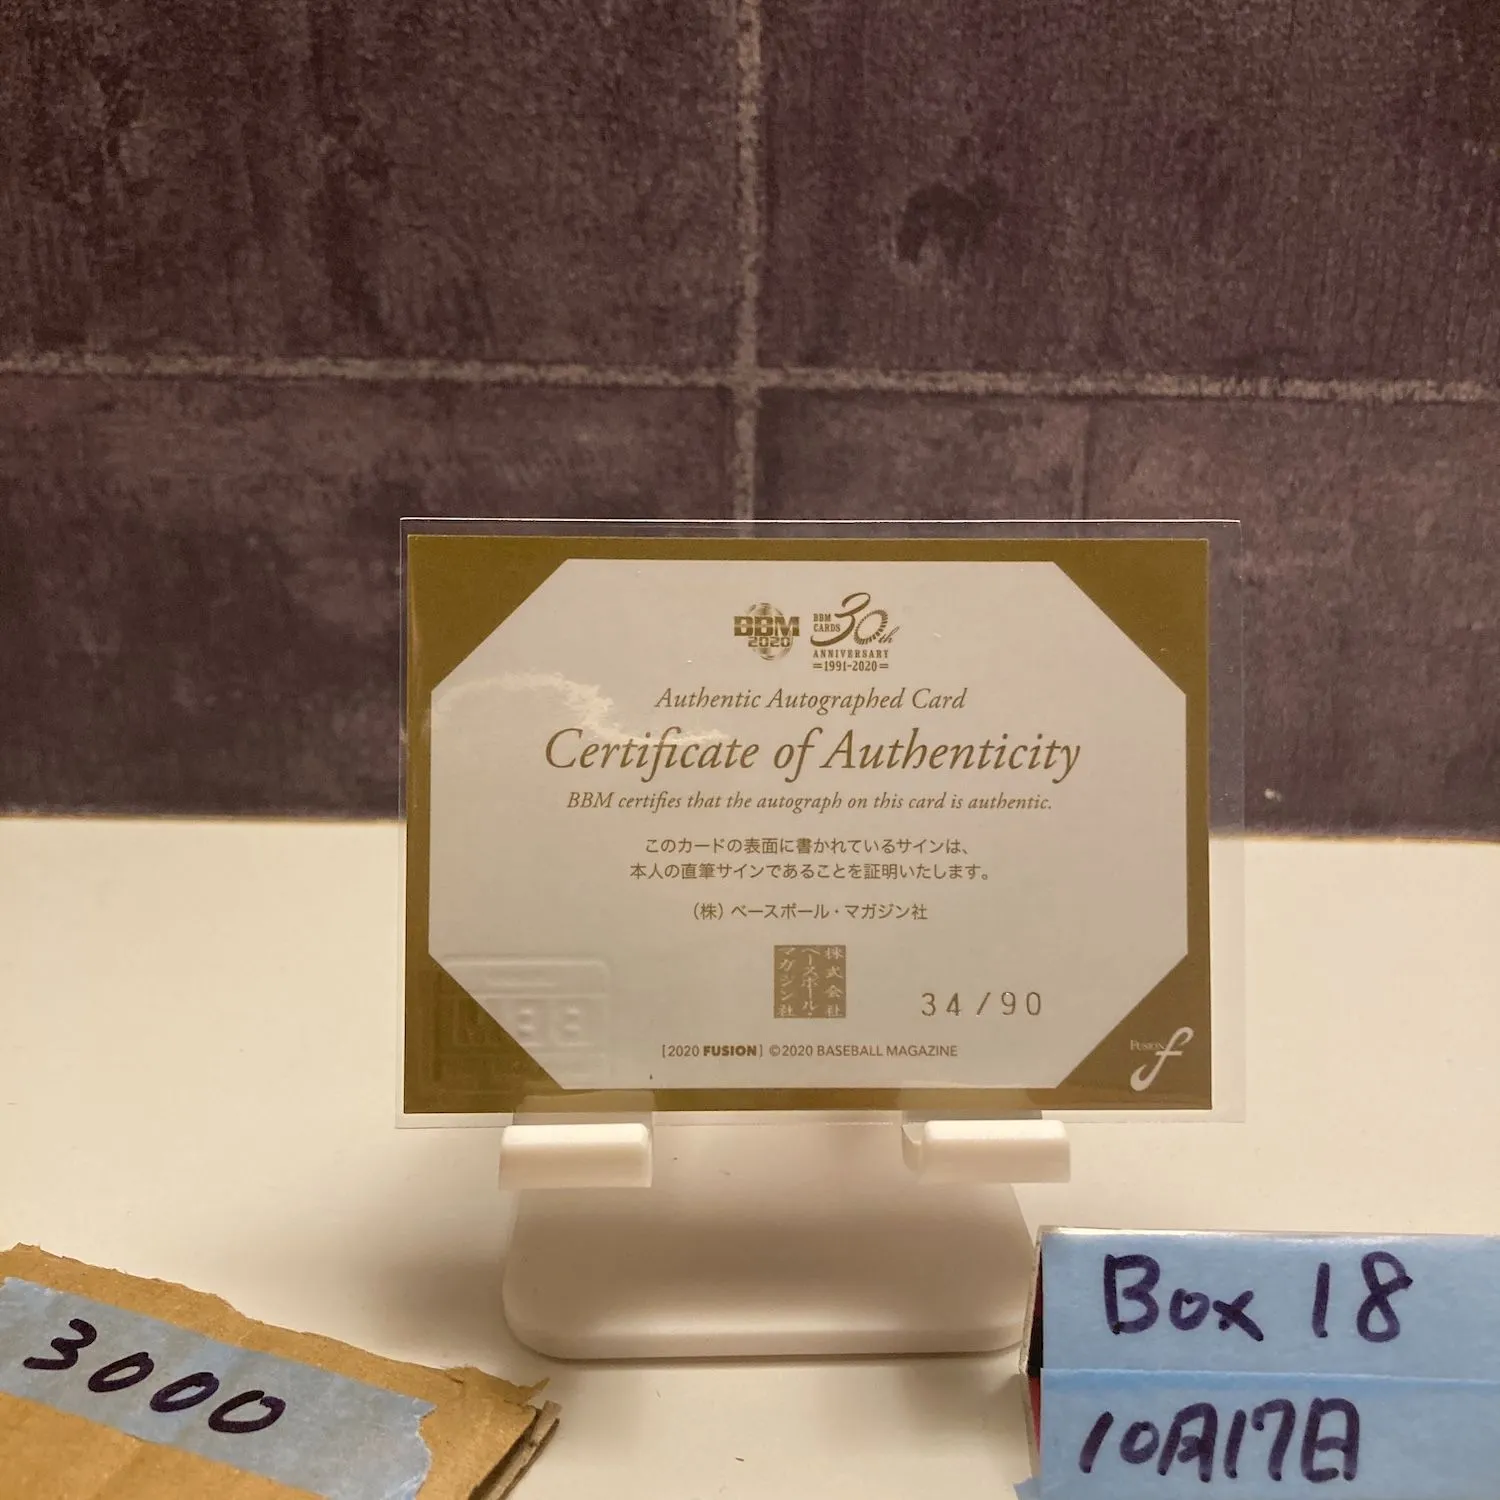 BBM
2020
BBM
CARDS
30th
ANNIVERSARY
=1991-2020=
Authentic Autographed Card
Certificate of Authenticity
BBM certifies that the autograph on this card is authentic.
このカードの表面に書かれているサインは、
本人の直筆サインであることを証明いたします。
（株）ベースボール・マガジン社
株式会社
ベースボール・
マガジン社
34/90
[2020 FUSION] ©2020 BASEBALL MAGAZINE
FUSION f
BBM
3000
Box 18
10月17日